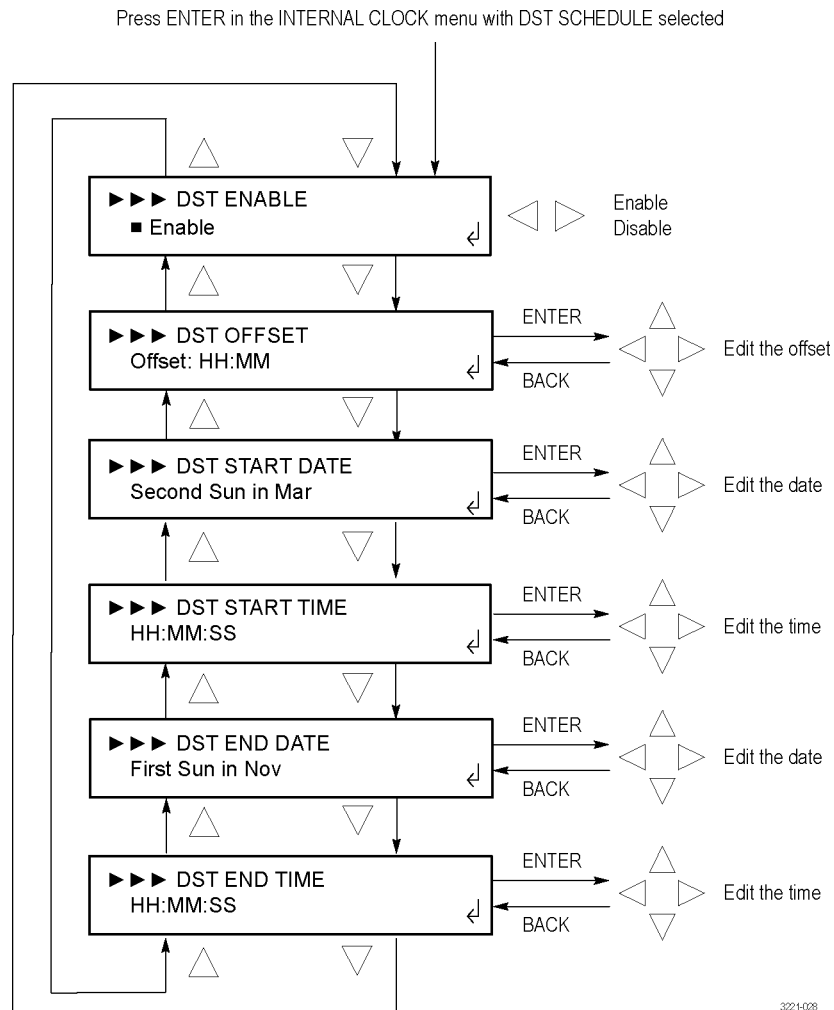 Press ENTER in the INTERNAL CLOCK menu with DST SCHEDULE selected
►►► DST ENABLE
■ Enable
Enable
Disable
►►► DST OFFSET
Offset: HH:MM
ENTER
BACK
Edit the offset
►►► DST START DATE
Second Sun in Mar
ENTER
BACK
Edit the date
►►► DST START TIME
HH:MM:SS
ENTER
BACK
Edit the time
►►► DST END DATE
First Sun in Nov
ENTER
BACK
Edit the date
►►► DST END TIME
HH:MM:SS
ENTER
BACK
Edit the time
3221-028